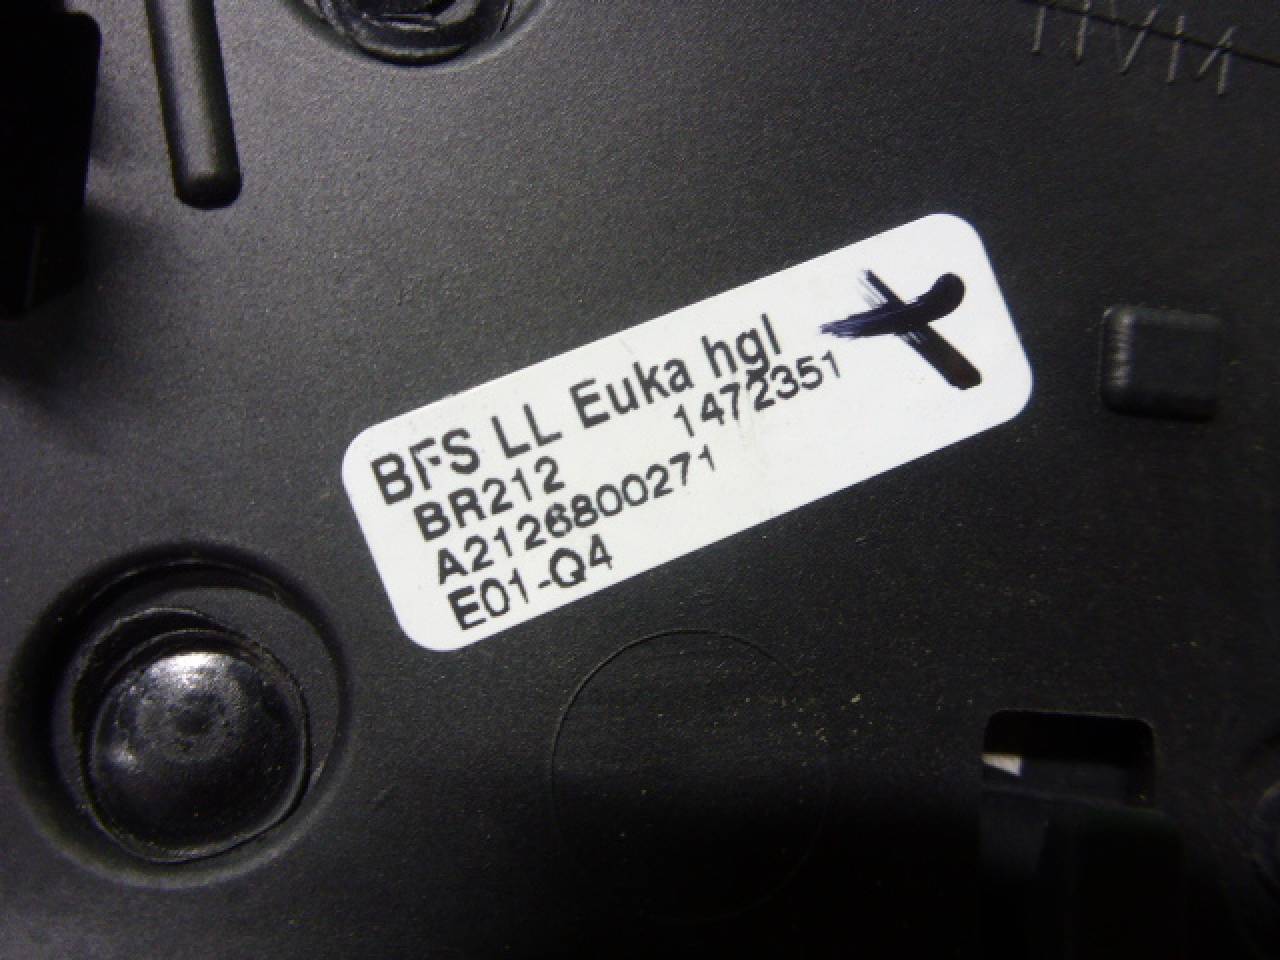 BFS LL Euka hgl
BR212 1472351
A2126800271
E01-Q4